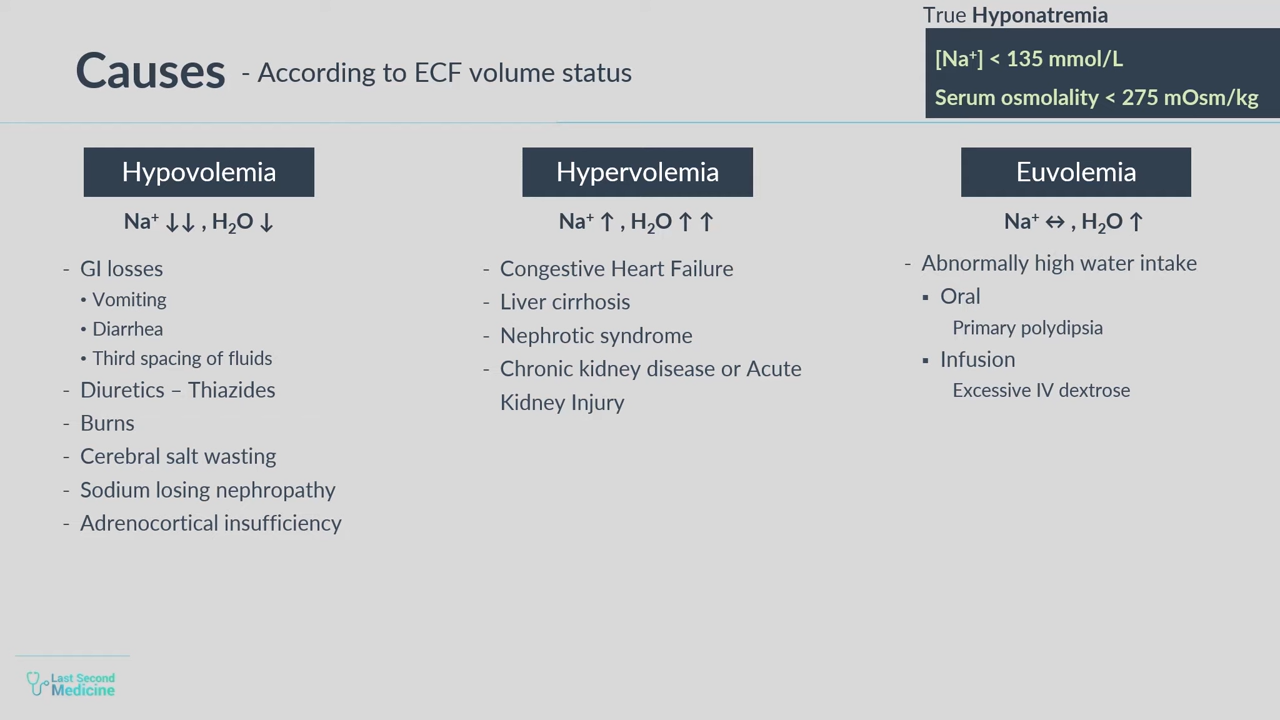 True Hyponatremia
Causes - According to ECF volume status
[Na⁺] < 135 mmol/L
Serum osmolality < 275 mOsm/kg
Hypovolemia
Na⁺ ↓↓ , H₂O ↓
- GI losses
• Vomiting
• Diarrhea
• Third spacing of fluids
- Diuretics – Thiazides
- Burns
- Cerebral salt wasting
- Sodium losing nephropathy
- Adrenocortical insufficiency
Hypervolemia
Na⁺ ↑ , H₂O ↑ ↑
- Congestive Heart Failure
- Liver cirrhosis
- Nephrotic syndrome
- Chronic kidney disease or Acute
Kidney Injury
Euvolemia
Na⁺ ↔ , H₂O ↑
- Abnormally high water intake
▪ Oral
Primary polydipsia
▪ Infusion
Excessive IV dextrose
Last Second
Medicine